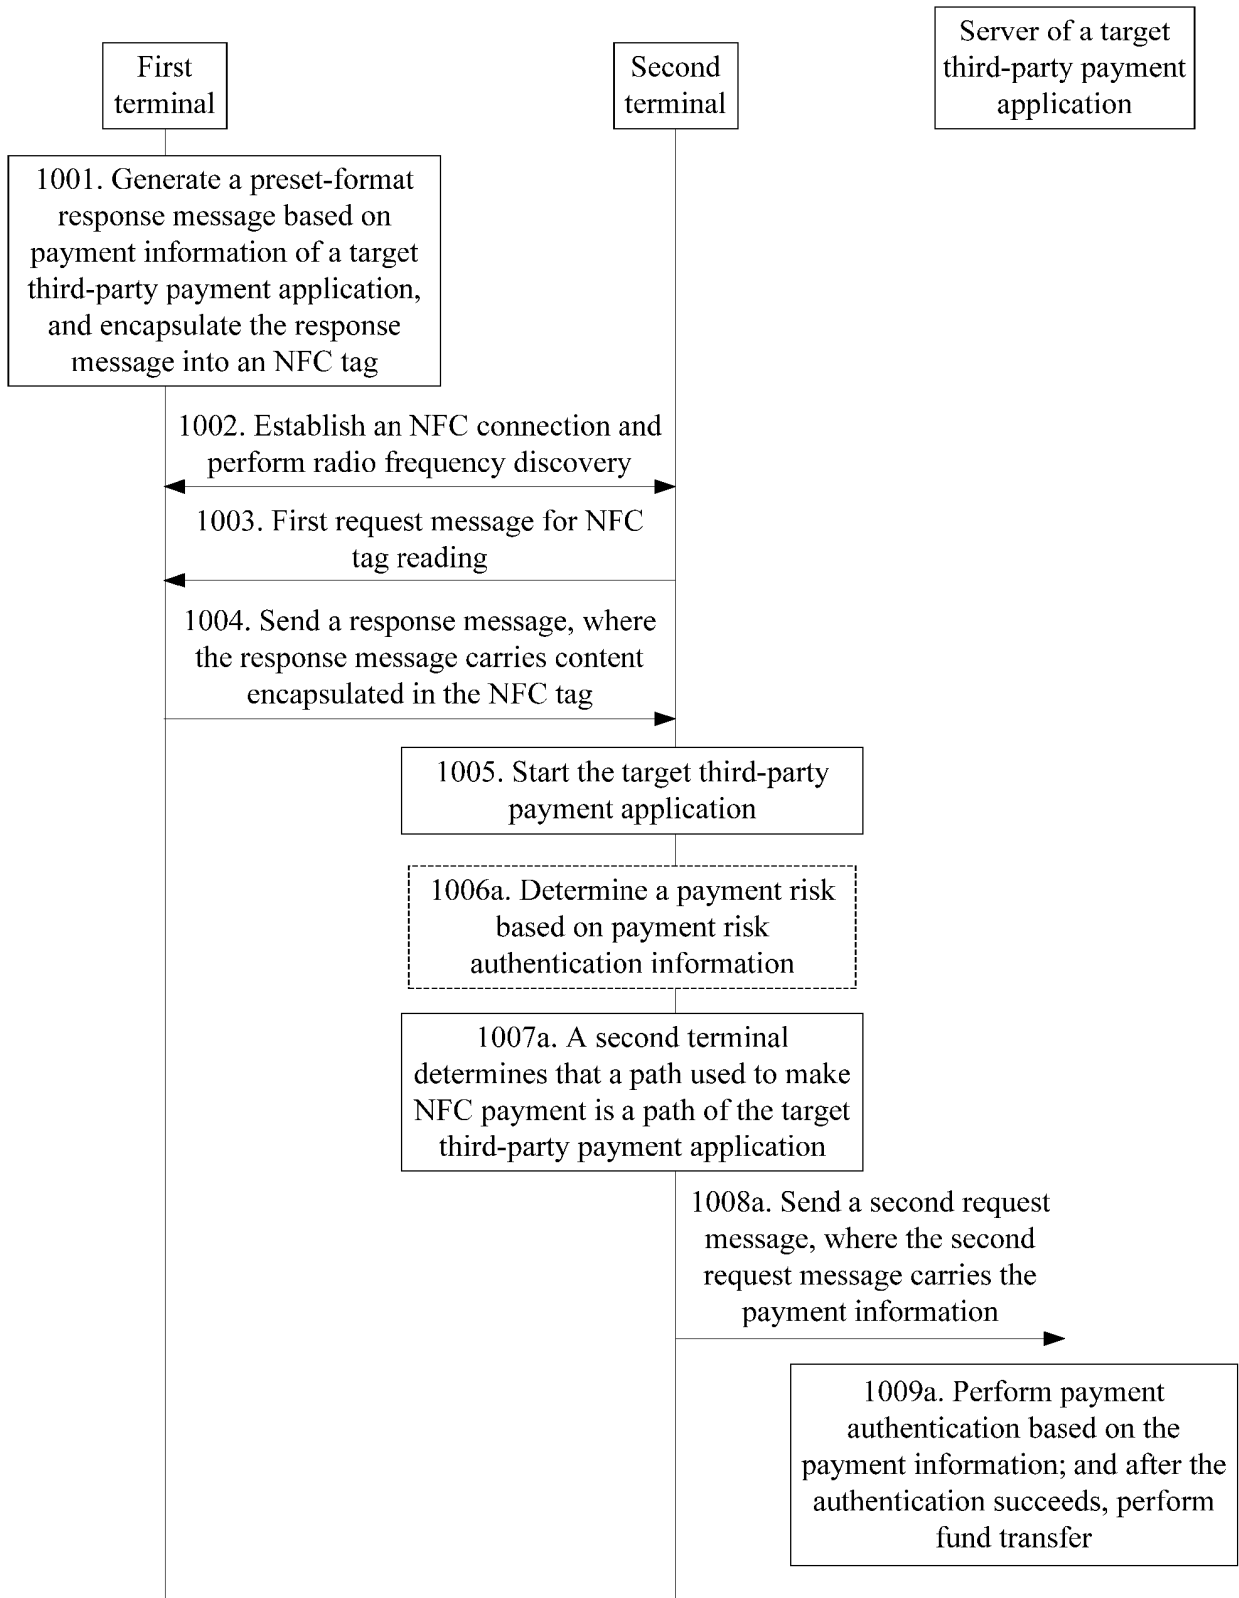 First
terminal
Second
terminal
Server of a target
third-party payment
application
1001. Generate a preset-format
response message based on
payment information of a target
third-party payment application,
and encapsulate the response
message into an NFC tag
1002. Establish an NFC connection and
perform radio frequency discovery
1003. First request message for NFC
tag reading
1004. Send a response message, where
the response message carries content
encapsulated in the NFC tag
1005. Start the target third-party
payment application
1006a. Determine a payment risk
based on payment risk
authentication information
1007a. A second terminal
determines that a path used to make
NFC payment is a path of the target
third-party payment application
1008a. Send a second request
message, where the second
request message carries the
payment information
1009a. Perform payment
authentication based on the
payment information; and after the
authentication succeeds, perform
fund transfer